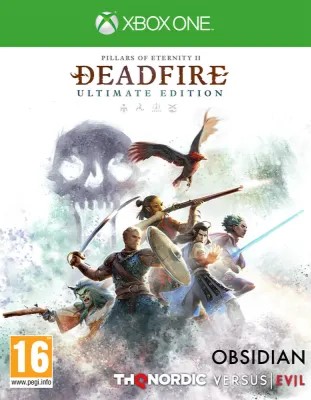 XBOX ONE
PILLARS OF ETERNITY II
DEADFIRE
ULTIMATE EDITION
16
www.pegi.info
OBSIDIAN
THQ NORDIC VERSUS EVIL